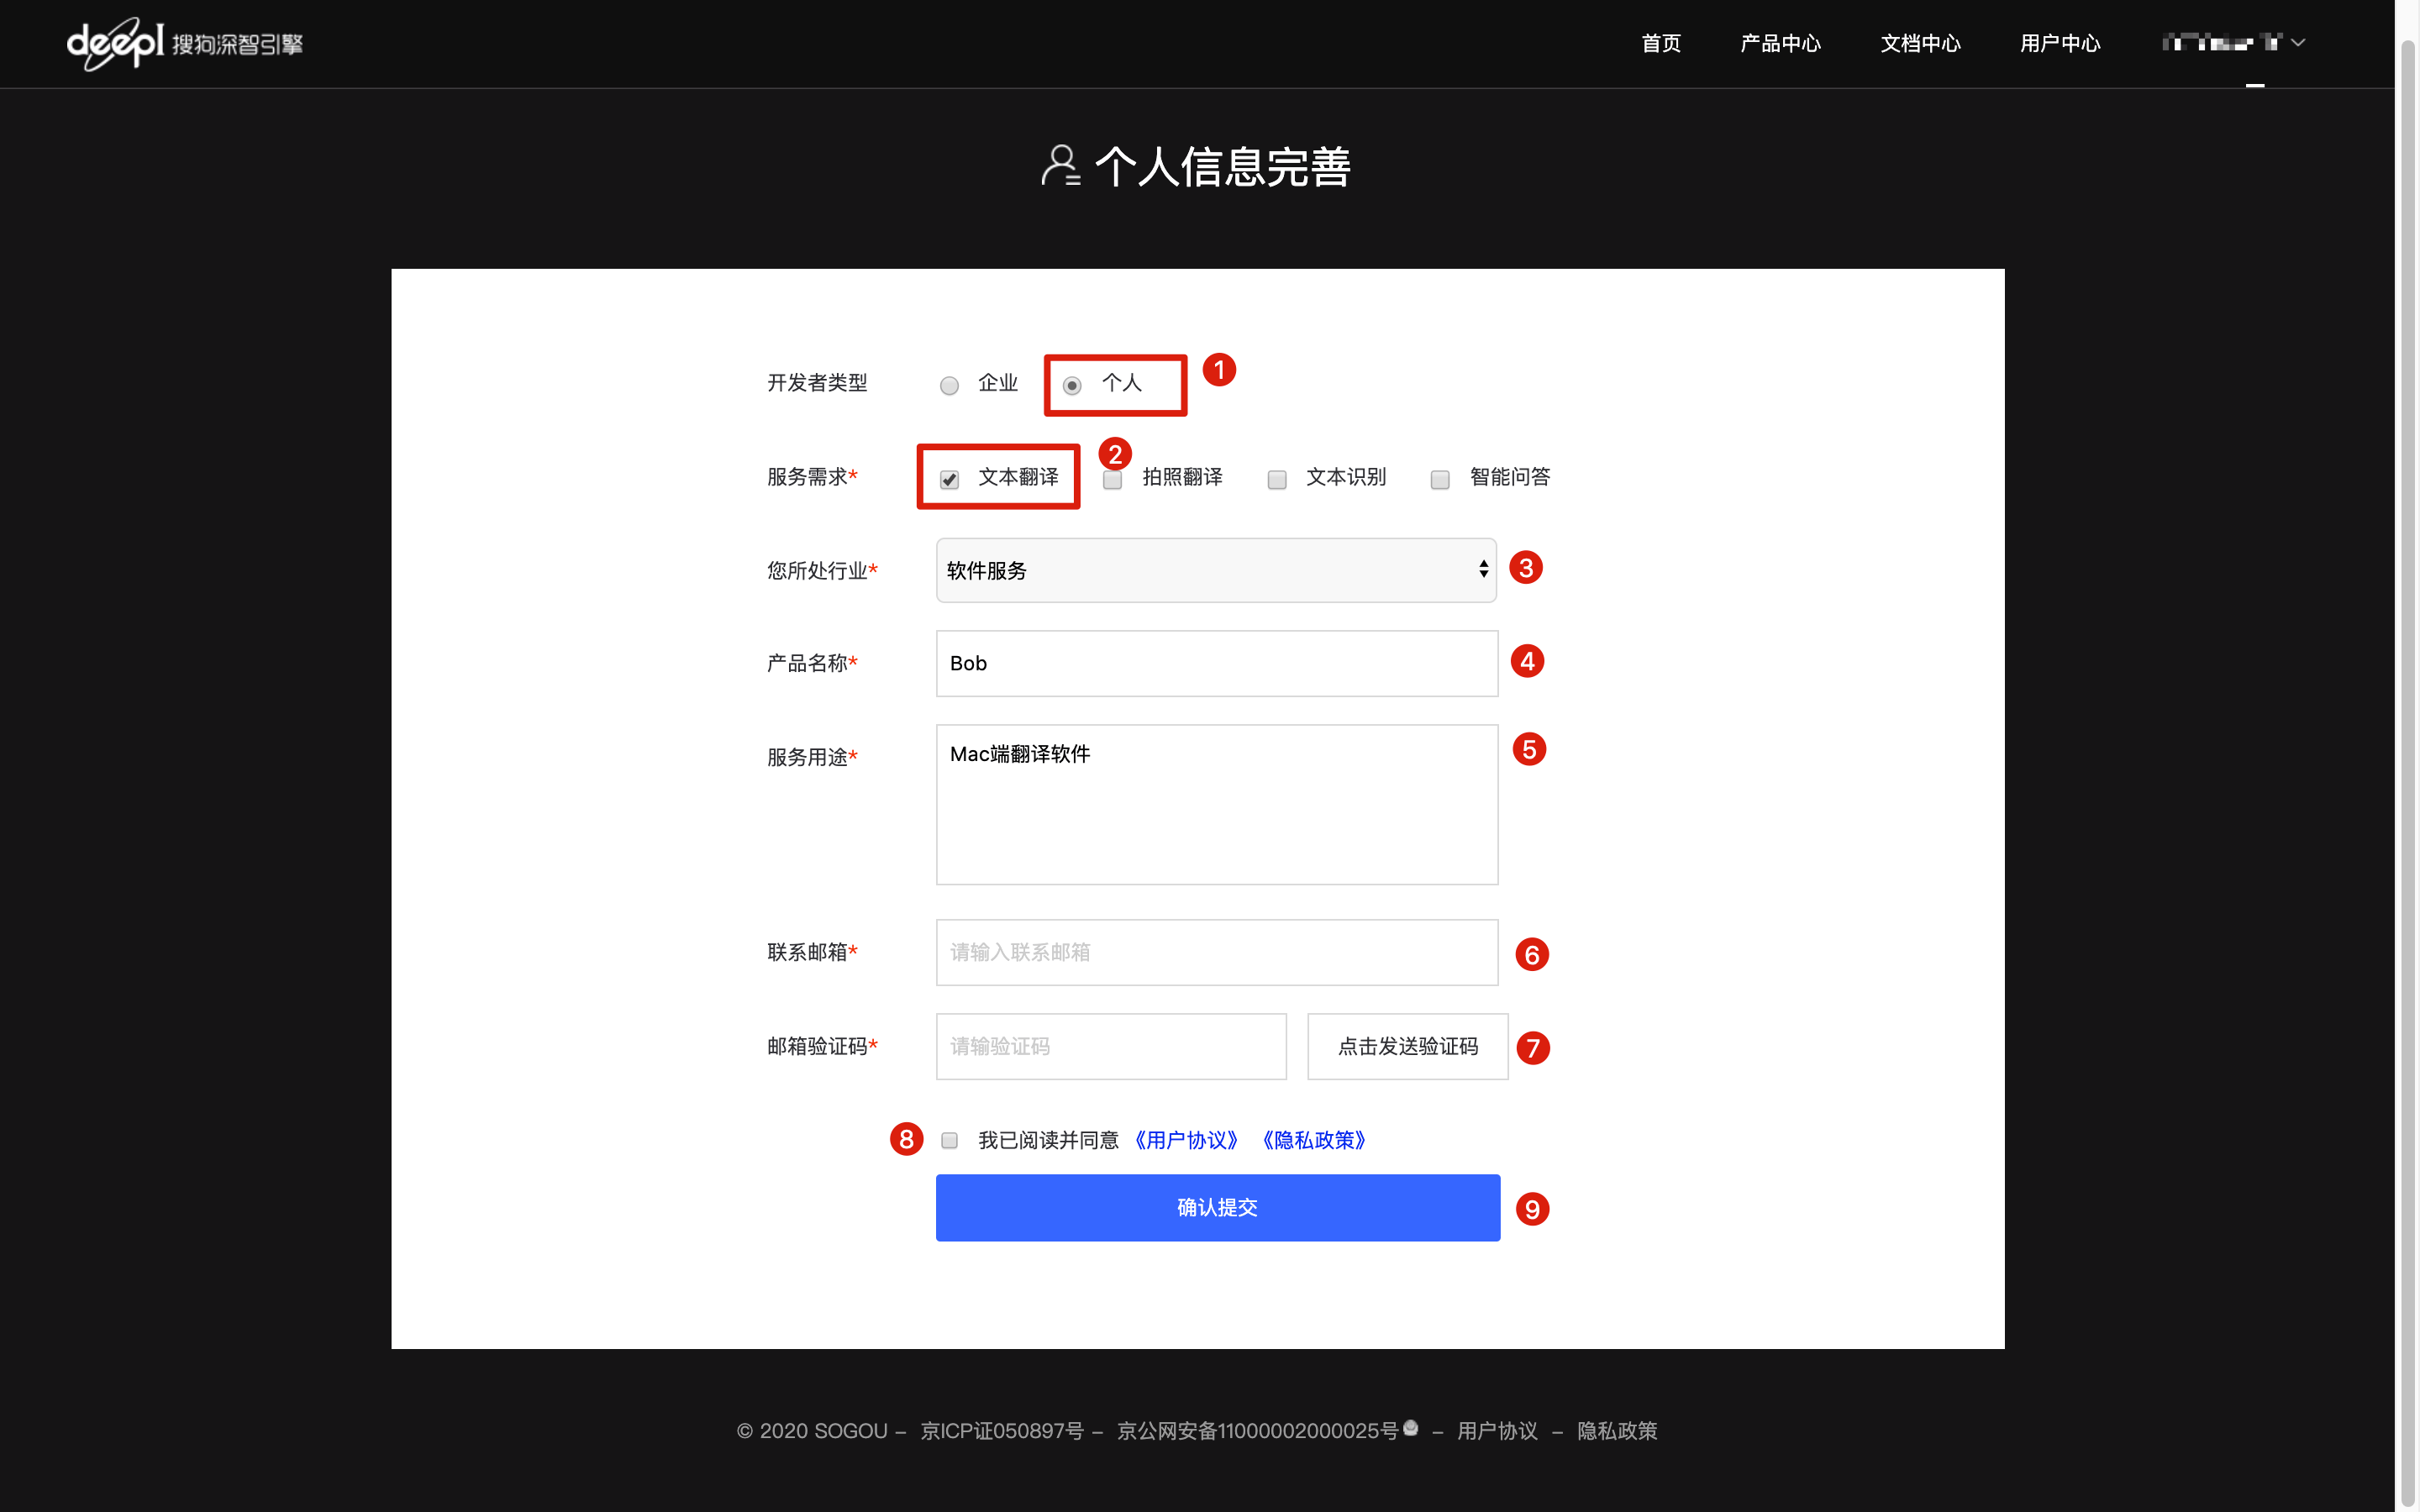 deepI 搜狗深智引擎 首页 产品中心 文档中心 用户中心
个人信息完善
开发者类型 企业 个人 1
服务需求* 文本翻译 2 拍照翻译 文本识别 智能问答
您所处行业* 软件服务 3
产品名称* Bob 4
服务用途* Mac端翻译软件 5
联系邮箱* 请输入联系邮箱 6
邮箱验证码* 请输验证码 点击发送验证码 7
8 我已阅读并同意 《用户协议》 《隐私政策》
确认提交 9
© 2020 SOGOU – 京ICP证050897号 – 京公网安备11000002000025号 – 用户协议 – 隐私政策